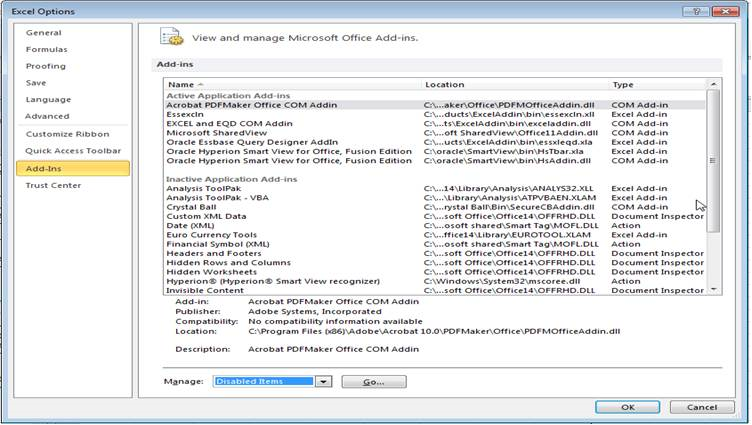 Excel Options
General
Formulas
Proofing
Save
Language
Advanced
Customize Ribbon
Quick Access Toolbar
Add-Ins
Trust Center
View and manage Microsoft Office Add-ins.
Add-ins
Name Location Type
Active Application Add-ins
Acrobat PDFMaker Office COM Addin C:\...aker\Office\PDFMOfficeAddin.dll COM Add-in
EssexcIn C:\...ducts\EssexcelAddin\bin\essexcln.xll Excel Add-in
EXCEL and EQD COM Addin C:\...ts\EssexcelAddin\bin\exceladdin.dll COM Add-in
Microsoft SharedView C:\...oft SharedView\Office11Addin.dll COM Add-in
Oracle Essbase Query Designer AddIn C:\...ucts\EssexcelAddin\bin\essxleqd.xla Excel Add-in
Oracle Hyperion Smart View for Office, Fusion Edition C:\oracle\SmartView\bin\HsTbar.xla Excel Add-in
Oracle Hyperion Smart View for Office, Fusion Edition C:\oracle\SmartView\bin\HsAddin.dll COM Add-in
Inactive Application Add-ins
Analysis ToolPak C:\...14\Library\Analysis\ANALYS32.XLL Excel Add-in
Analysis ToolPak - VBA C:\...\Library\Analysis\ATPVBAEN.XLAM Excel Add-in
Crystal Ball C:\...rystal Ball\Bin\SecureCBAddin.dll COM Add-in
Custom XML Data C:\...soft Office\Office14\OFFRHD.DLL Document Inspector
Date (XML) C:\...osoft shared\Smart Tag\MOFL.DLL Action
Euro Currency Tools C:\...ffice14\Library\EUROTOOL.XLAM Excel Add-in
Financial Symbol (XML) C:\...osoft shared\Smart Tag\MOFL.DLL Action
Headers and Footers C:\...soft Office\Office14\OFFRHD.DLL Document Inspector
Hidden Rows and Columns C:\...soft Office\Office14\OFFRHD.DLL Document Inspector
Hidden Worksheets C:\...soft Office\Office14\OFFRHD.DLL Document Inspector
Hyperion® (Hyperion® Smart View recognizer) C:\Windows\System32\mscoree.dll Action
Invisible Content C:\...soft Office\Office14\OFFRHD.DLL Document Inspector
Add-in: Acrobat PDFMaker Office COM Addin
Publisher: Adobe Systems, Incorporated
Compatibility: No compatibility information available
Location: C:\Program Files (x86)\Adobe\Acrobat 10.0\PDFMaker\Office\PDFMOfficeAddin.dll
Description: Acrobat PDFMaker Office COM Addin
Manage: Disabled Items Go...
OK Cancel